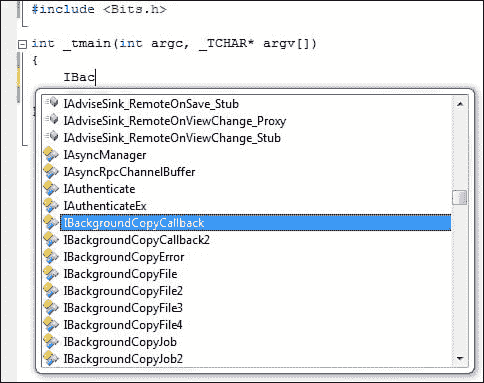 #include <Bits.h>
int _tmain(int argc, _TCHAR* argv[])
{
IBac
IAdviseSink_RemoteOnSave_Stub
IAdviseSink_RemoteOnViewChange_Proxy
IAdviseSink_RemoteOnViewChange_Stub
IAsyncManager
IAsyncRpcChannelBuffer
IAuthenticate
IAuthenticateEx
IBackgroundCopyCallback
IBackgroundCopyCallback2
IBackgroundCopyError
IBackgroundCopyFile
IBackgroundCopyFile2
IBackgroundCopyFile3
IBackgroundCopyFile4
IBackgroundCopyJob
IBackgroundCopyJob2